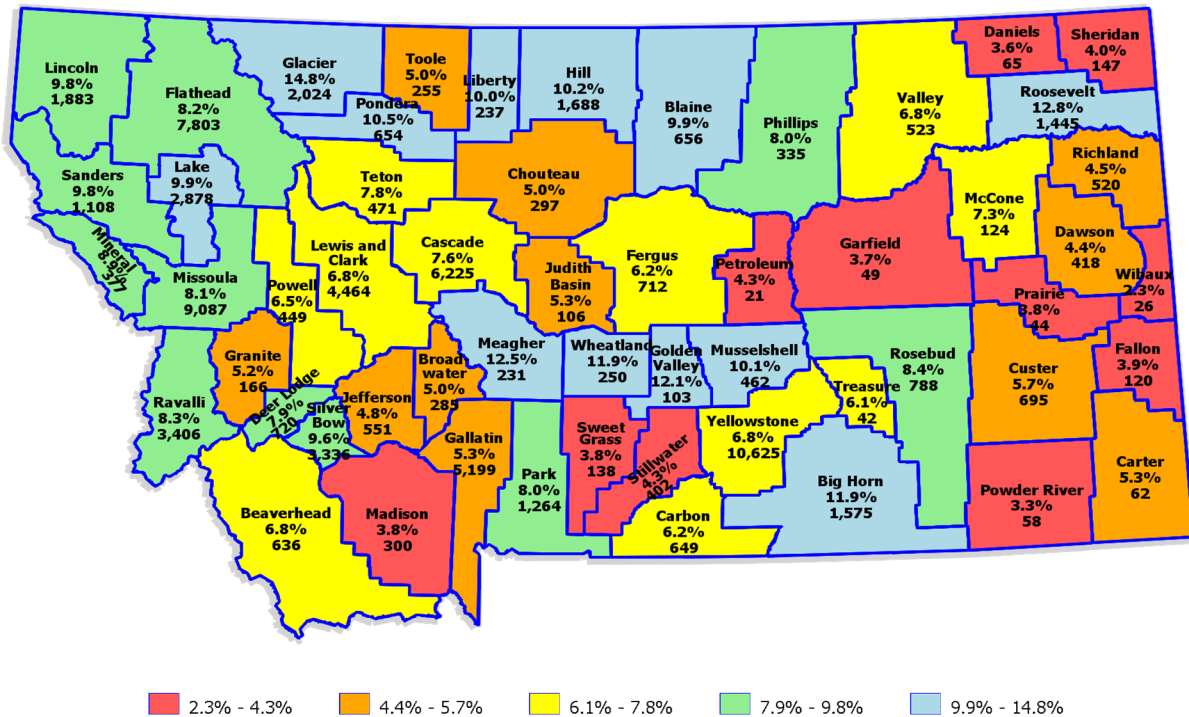 Lincoln
9.8%
1,883
Flathead
8.2%
7,803
Glacier
14.8%
2,024
Toole
5.0%
255
Liberty
10.0%
237
Hill
10.2%
1,688
Blaine
9.9%
656
Phillips
8.0%
335
Valley
6.8%
523
Daniels
3.6%
65
Sheridan
4.0%
147
Roosevelt
12.8%
1,445
Pondera
10.5%
654
Sanders
9.8%
1,108
Lake
9.9%
2,878
Teton
7.8%
471
Chouteau
5.0%
297
Richland
4.5%
520
McCone
7.3%
124
Dawson
4.4%
418
Mineral
8.9%
377
Missoula
8.1%
9,087
Powell
6.5%
449
Lewis and
Clark
6.8%
4,464
Cascade
7.6%
6,225
Judith
Basin
5.3%
106
Fergus
6.2%
712
Petroleum
4.3%
21
Garfield
3.7%
49
Prairie
3.8%
44
Wibaux
2.3%
26
Granite
5.2%
166
Meagher
12.5%
231
Wheatland
11.9%
250
Golden
Valley
12.1%
103
Musselshell
10.1%
462
Rosebud
8.4%
788
Custer
5.7%
695
Fallon
3.9%
120
Ravalli
8.3%
3,406
Deer Lodge
7.9%
720
Silver
Bow
9.6%
3,336
Jefferson
4.8%
551
Broad
water
5.0%
285
Gallatin
5.3%
5,199
Park
8.0%
1,264
Sweet
Grass
3.8%
138
Stillwater
4.3%
402
Yellowstone
6.8%
10,625
Treasure
6.1%
42
Big Horn
11.9%
1,575
Powder River
3.3%
58
Carter
5.3%
62
Beaverhead
6.8%
636
Madison
3.8%
300
Carbon
6.2%
649
2.3% - 4.3%
4.4% - 5.7%
6.1% - 7.8%
7.9% - 9.8%
9.9% - 14.8%